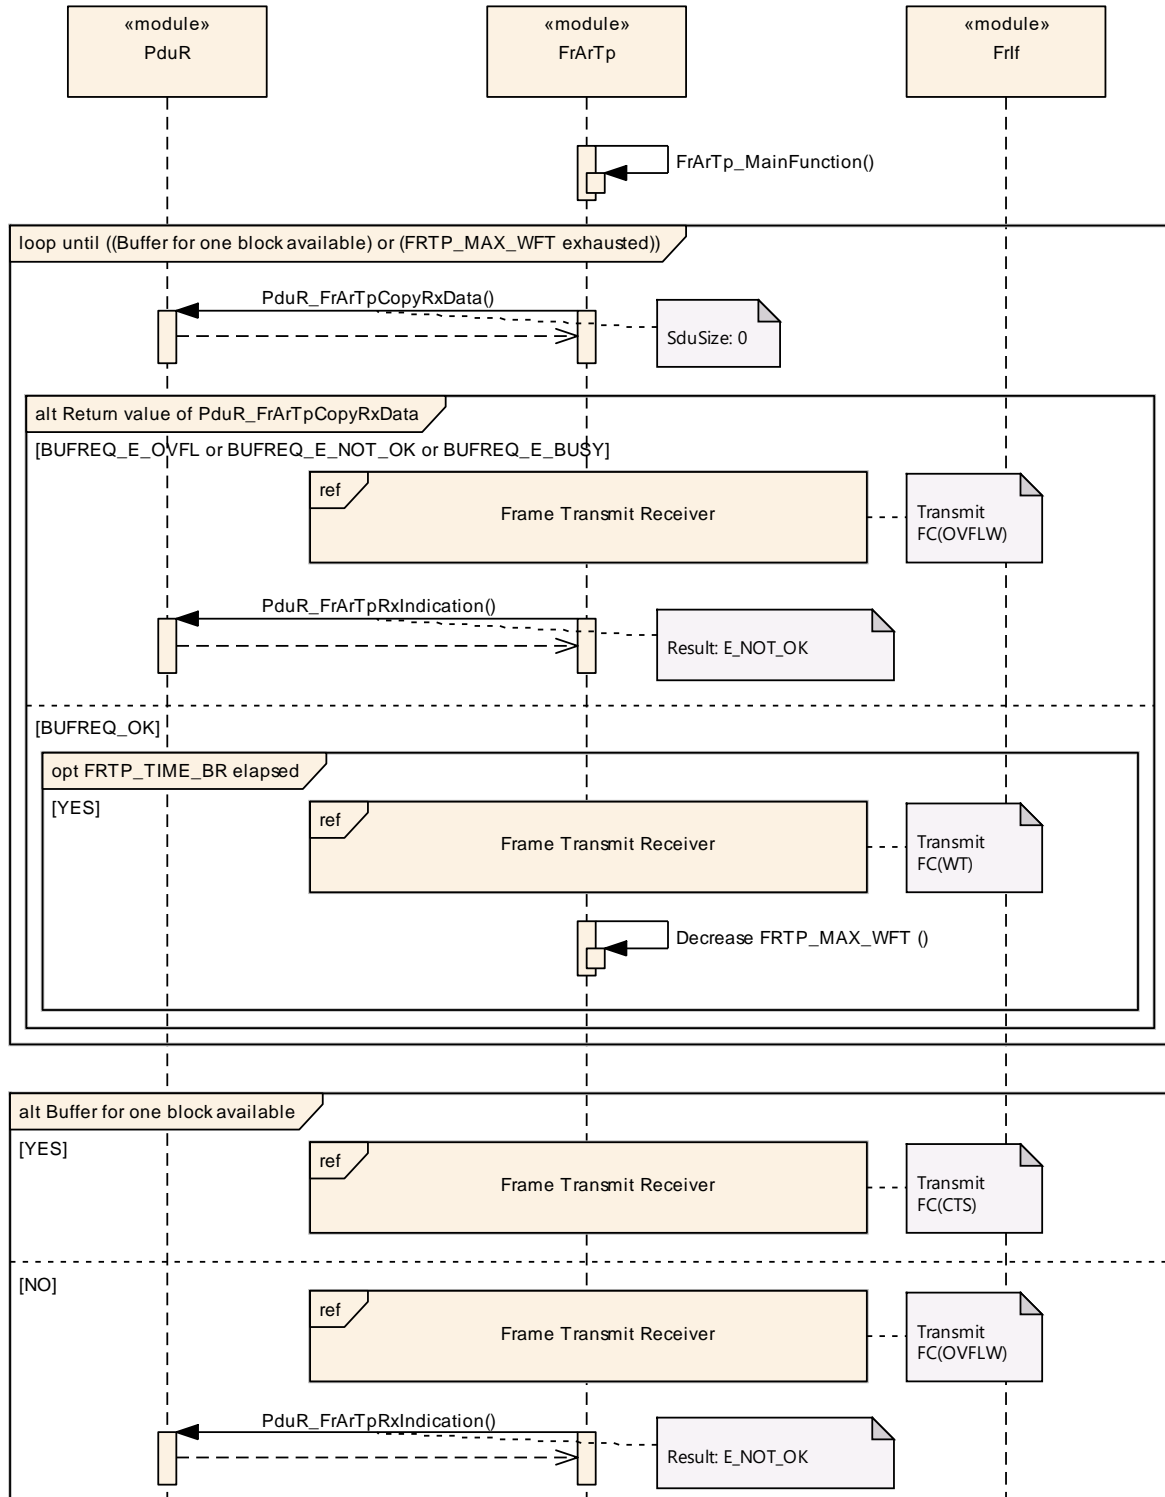 «module»
PduR
«module»
FrArTp
«module»
FrIf
FrArTp_MainFunction()
loop until ((Buffer for one block available) or (FRTP_MAX_WFT exhausted))
PduR_FrArTpCopyRxData()
SduSize: 0
alt Return value of PduR_FrArTpCopyRxData
[BUFREQ_E_OVFL or BUFREQ_E_NOT_OK or BUFREQ_E_BUSY]
ref
Frame Transmit Receiver
Transmit
FC(OVFLW)
PduR_FrArTpRxIndication()
Result: E_NOT_OK
[BUFREQ_OK]
opt FRTP_TIME_BR elapsed
[YES]
ref
Frame Transmit Receiver
Transmit
FC(WT)
Decrease FRTP_MAX_WFT ()
alt Buffer for one block available
[YES]
ref
Frame Transmit Receiver
Transmit
FC(CTS)
[NO]
ref
Frame Transmit Receiver
Transmit
FC(OVFLW)
PduR_FrArTpRxIndication()
Result: E_NOT_OK